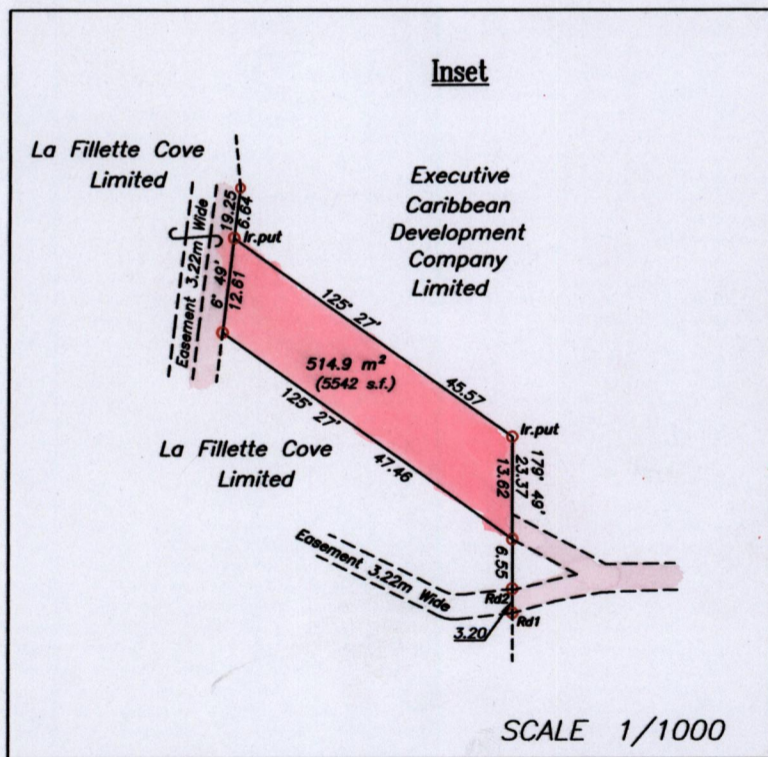 Inset
La Fillette Cove
Limited
Executive
Caribbean
Development
Company
Limited
Easement 3.22m Wide
19.25
6.64
Ir.put
6° 49'
12.61
125° 27'
45.57
514.9 m²
(5542 s.f.)
125° 27'
47.46
Ir.put
179° 49'
23.37
13.62
La Fillette Cove
Limited
Easement 3.22m Wide
6.55
Rd2
Rd1
3.20
SCALE 1/1000